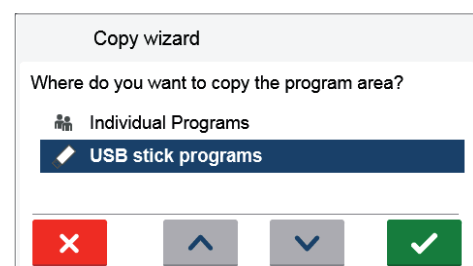 Copy wizard
Where do you want to copy the program area?
Individual Programs
USB stick programs